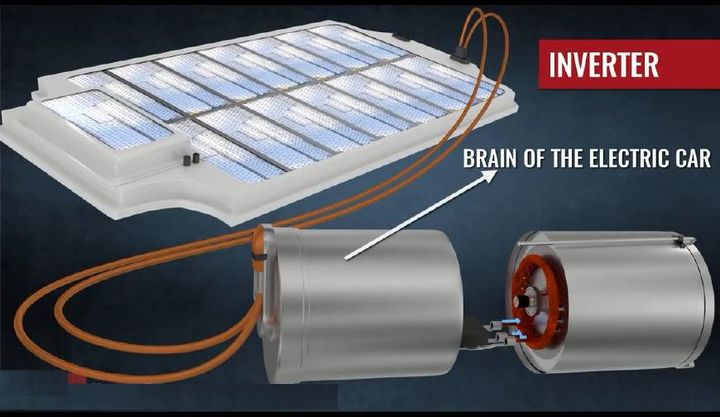 INVERTER
BRAIN OF THE ELECTRIC CAR